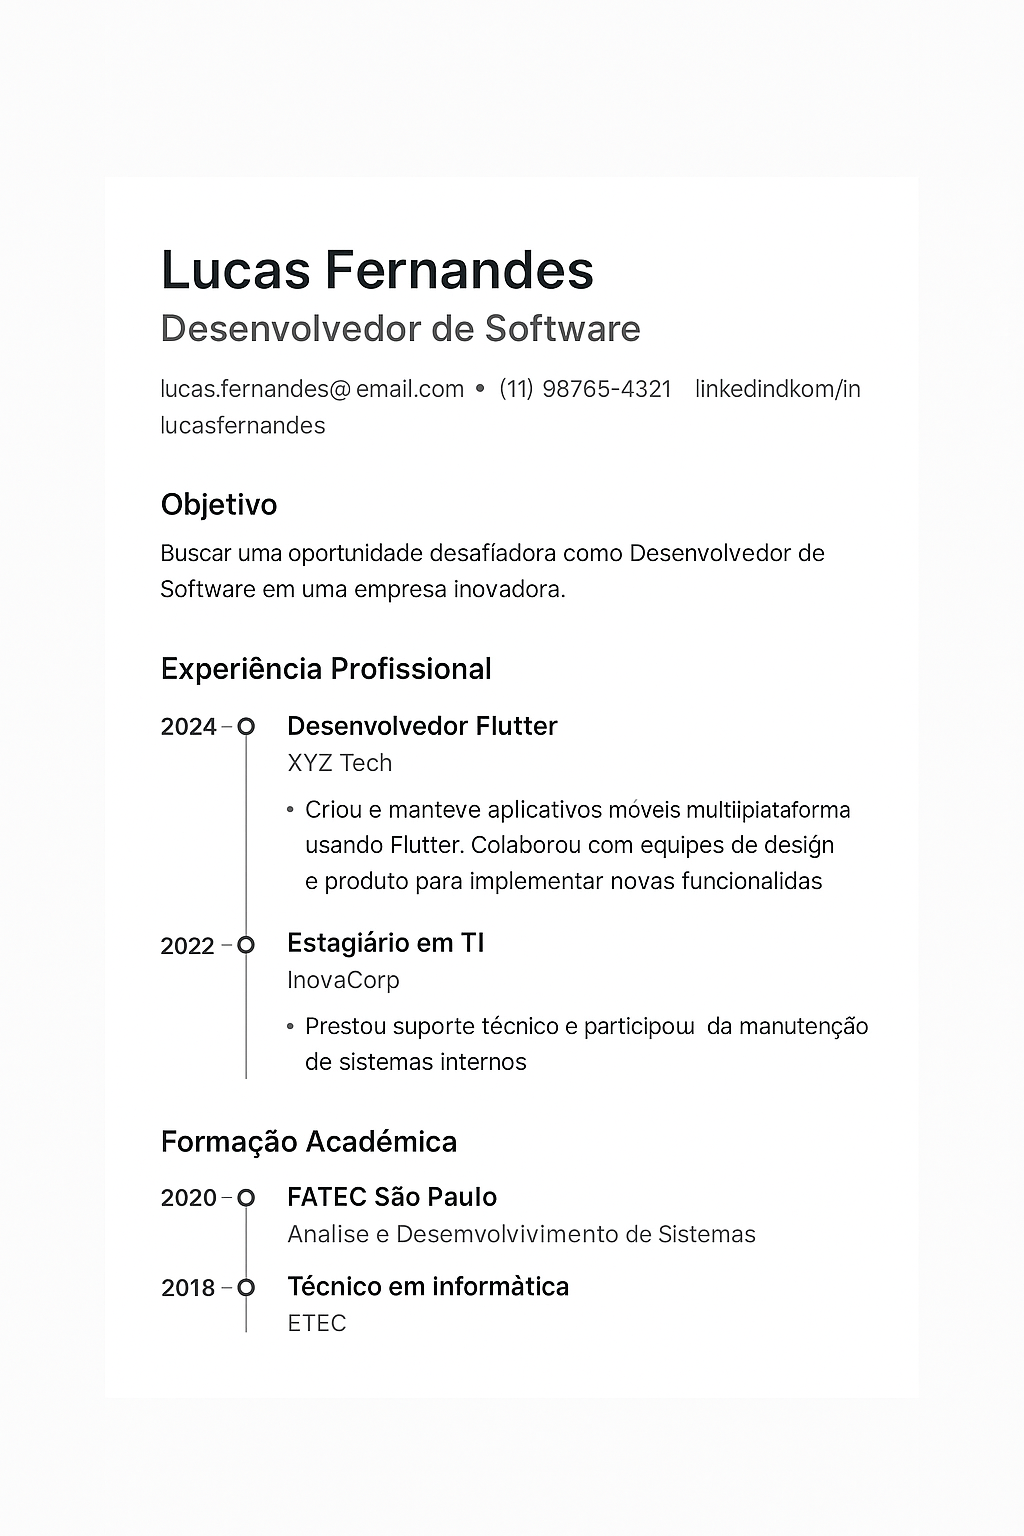 Lucas Fernandes
Desenvolvedor de Software
lucas.fernandes@ email.com • (11) 98765-4321 linkedindkom/in
lucasfernandes
Objetivo
Buscar uma oportunidade desafíadora como Desenvolvedor de
Software em uma empresa inovadora.
Experiência Profissional
2024 – Desenvolvedor Flutter
XYZ Tech
• Criou e manteve aplicativos móveis multiipiataforma
usando Flutter. Colaborou com equipes de desiǵn
e produto para implementar novas funcionalidas
2022 – Estagiário em TI
InovaCorp
• Prestou suporte técnico e participou da manutenção
de sistemas internos
Formação Académica
2020 – FATEC São Paulo
Analise e Desemvolvivimento de Sistemas
2018 – Técnico em informàtica
ETEC